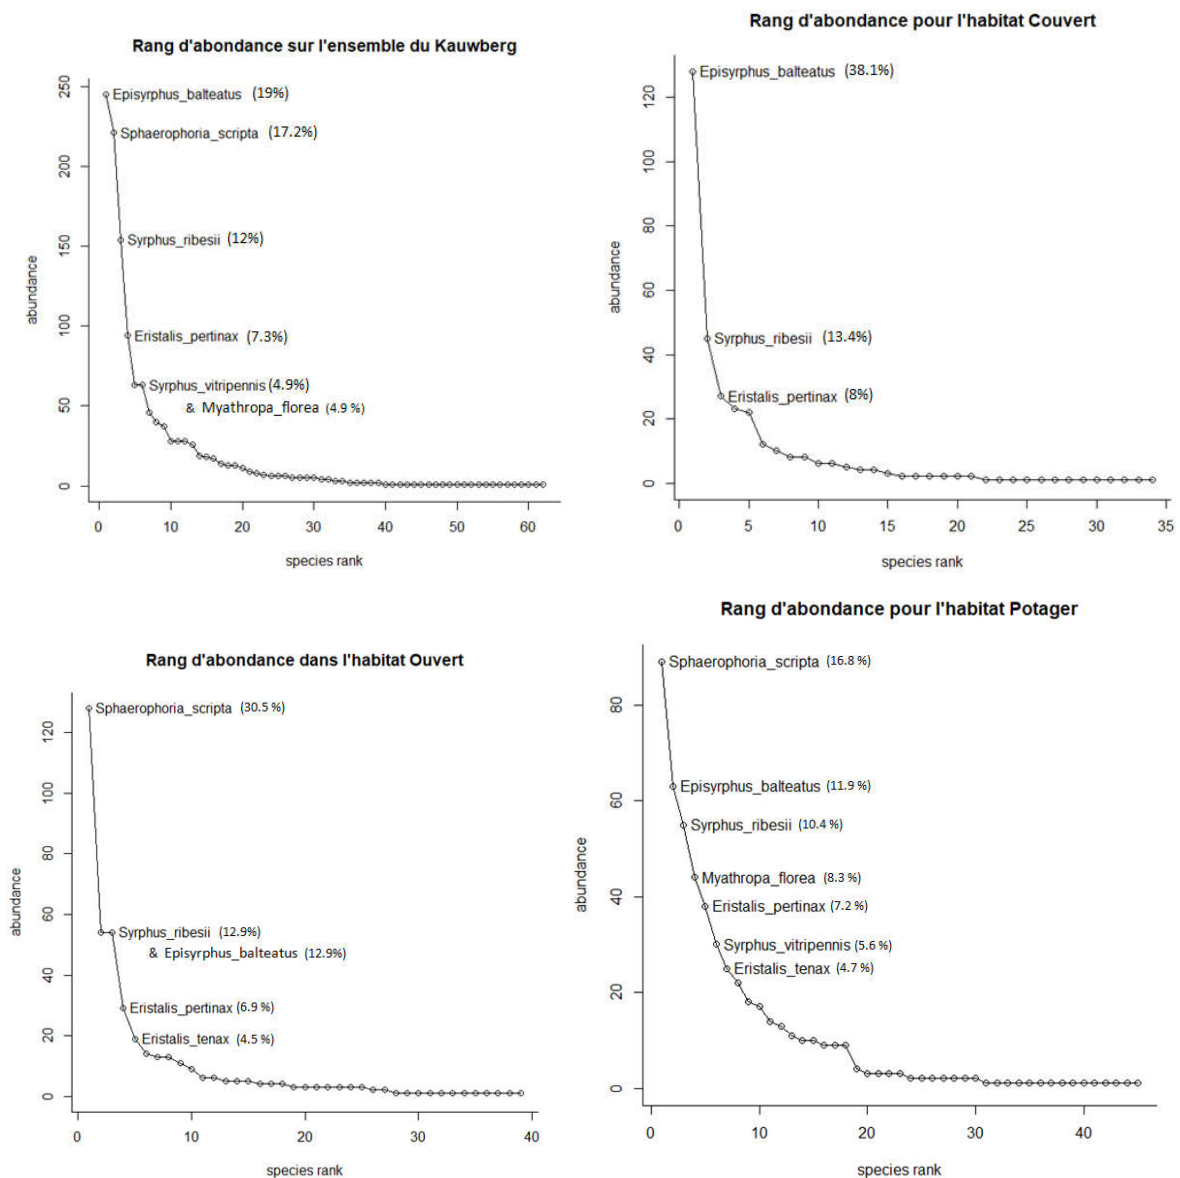 Rang d'abondance sur l'ensemble du Kauwberg
250
200
150
100
50
0
abundance
Episyrphus_balteatus (19%)
Sphaerophoria_scripta (17.2%)
Syrphus_ribesii (12%)
Eristalis_pertinax (7.3%)
Syrphus_vitripennis (4.9%)
& Myathropa_florea (4.9 %)
0 10 20 30 40 50 60
species rank
Rang d'abondance pour l'habitat Couvert
120
100
80
60
40
20
0
abundance
Episyrphus_balteatus (38.1%)
Syrphus_ribesii (13.4%)
Eristalis_pertinax (8%)
0 5 10 15 20 25 30 35
species rank
Rang d'abondance dans l'habitat Ouvert
120
100
80
60
40
20
0
abundance
Sphaerophoria_scripta (30.5 %)
Syrphus_ribesii (12.9%)
& Episyrphus_balteatus (12.9%)
Eristalis_pertinax (6.9 %)
Eristalis_tenax (4.5 %)
0 10 20 30 40
species rank
Rang d'abondance pour l'habitat Potager
80
60
40
20
0
abundance
Sphaerophoria_scripta (16.8 %)
Episyrphus_balteatus (11.9 %)
Syrphus_ribesii (10.4 %)
Myathropa_florea (8.3 %)
Eristalis_pertinax (7.2 %)
Syrphus_vitripennis (5.6 %)
Eristalis_tenax (4.7 %)
0 10 20 30 40
species rank